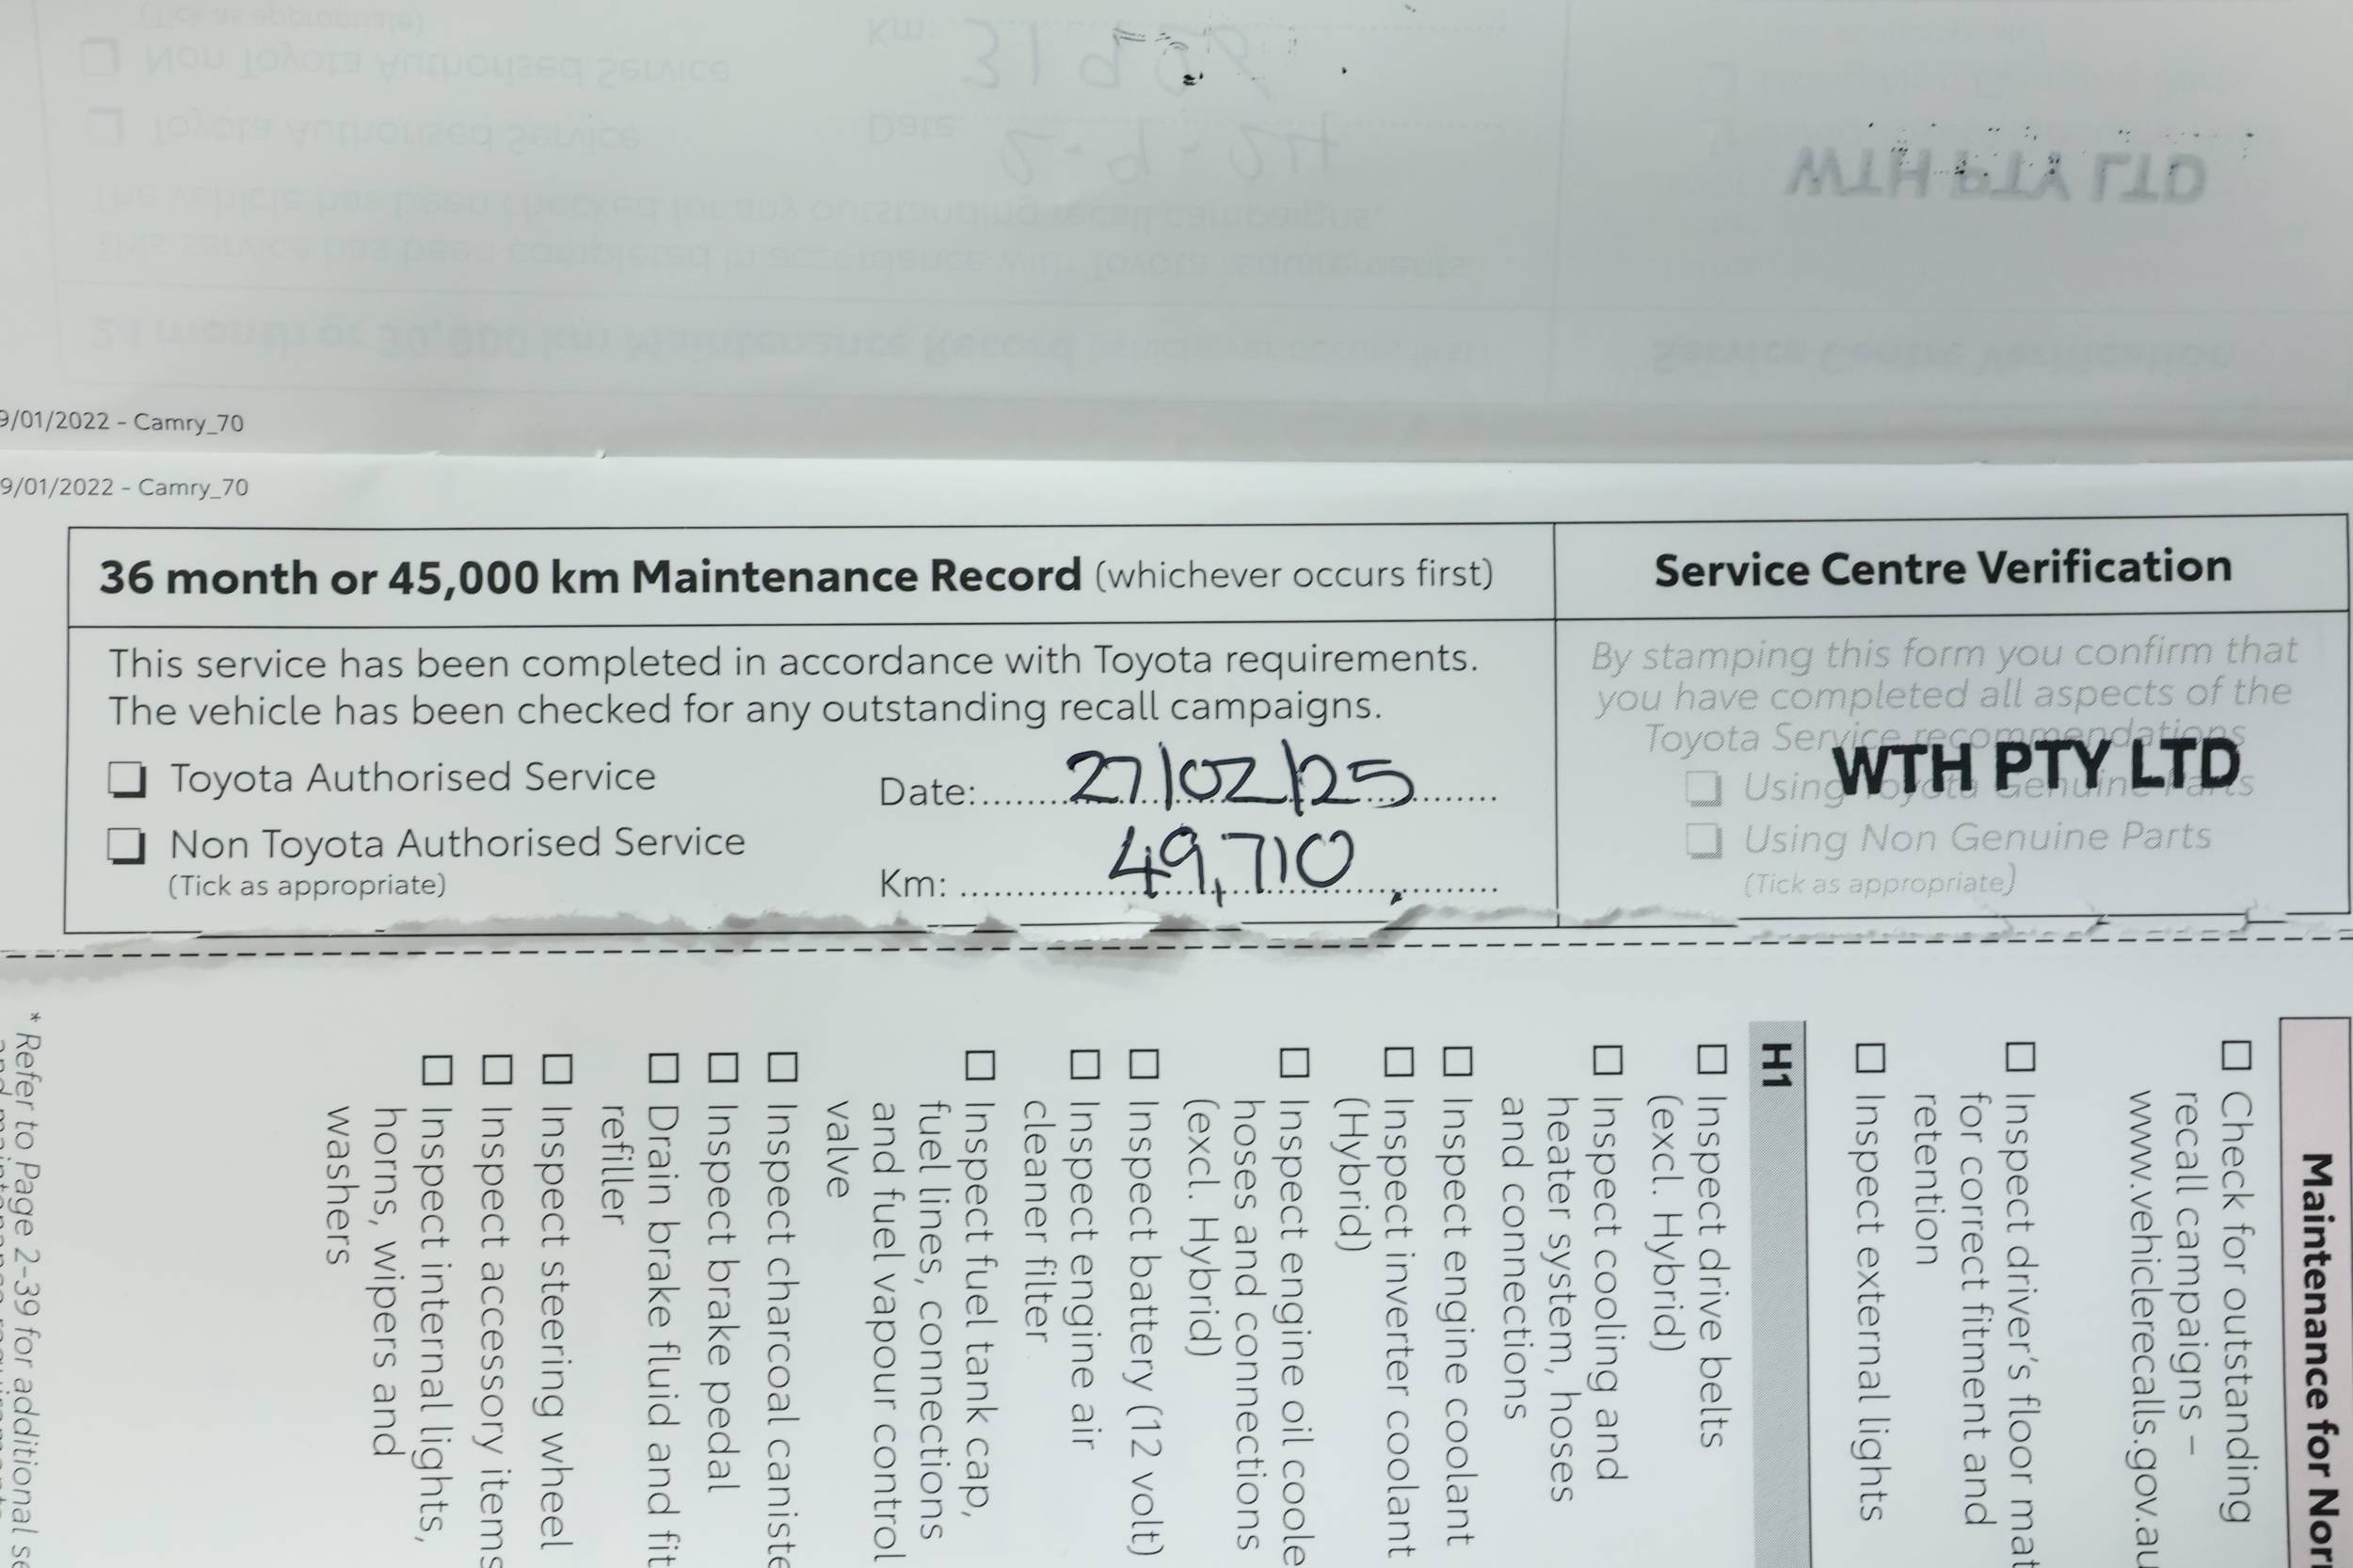 9/01/2022 - Camry_70
9/01/2022 - Camry_70
36 month or 45,000 km Maintenance Record (whichever occurs first)
This service has been completed in accordance with Toyota requirements.
The vehicle has been checked for any outstanding recall campaigns.
Toyota Authorised Service
Date: 27/02/25
Non Toyota Authorised Service
(Tick as appropriate)
Km: 49,710
Service Centre Verification
By stamping this form you confirm that
you have completed all aspects of the
Toyota Service recommendations
WTH PTY LTD
Using Toyota Genuine Parts
Using Non Genuine Parts
(Tick as appropriate)
Maintenance for Nor
Check for outstanding
recall campaigns –
www.vehiclerecalls.gov.au
Inspect driver's floor mat
for correct fitment and
retention
Inspect external lights
H1
Inspect drive belts
(excl. Hybrid)
Inspect cooling and
heater system, hoses
and connections
Inspect engine coolant
Inspect inverter coolant
(Hybrid)
Inspect engine oil coole
hoses and connections
(excl. Hybrid)
Inspect battery (12 volt)
Inspect engine air
cleaner filter
Inspect fuel tank cap,
fuel lines, connections
and fuel vapour control
valve
Inspect charcoal caniste
Inspect brake pedal
Drain brake fluid and fit
refiller
Inspect steering wheel
Inspect accessory items
Inspect internal lights,
horns, wipers and
washers
* Refer to Page 2-39 for additional se